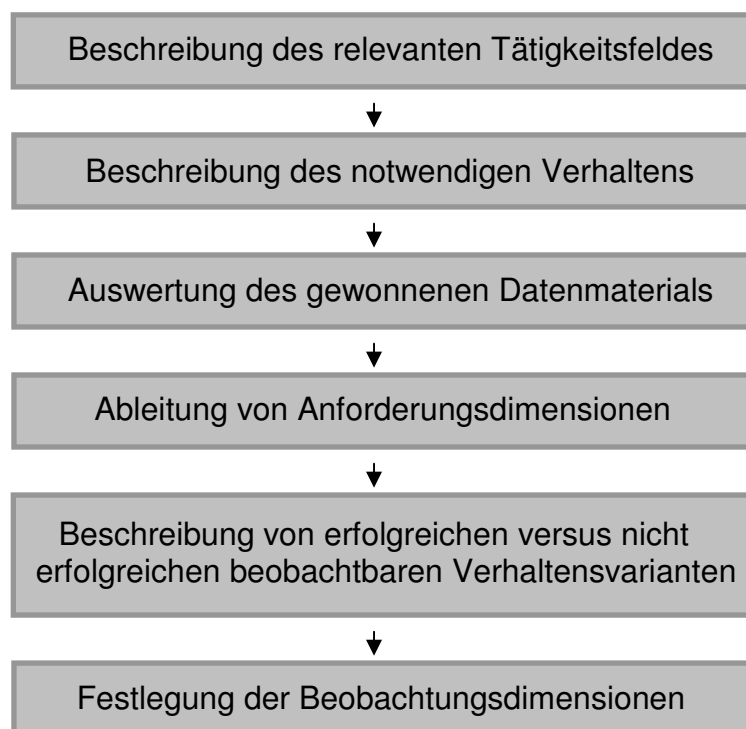 Beschreibung des relevanten Tätigkeitsfeldes
Beschreibung des notwendigen Verhaltens
Auswertung des gewonnenen Datenmaterials
Ableitung von Anforderungsdimensionen
Beschreibung von erfolgreichen versus nicht
erfolgreichen beobachtbaren Verhaltensvarianten
Festlegung der Beobachtungsdimensionen